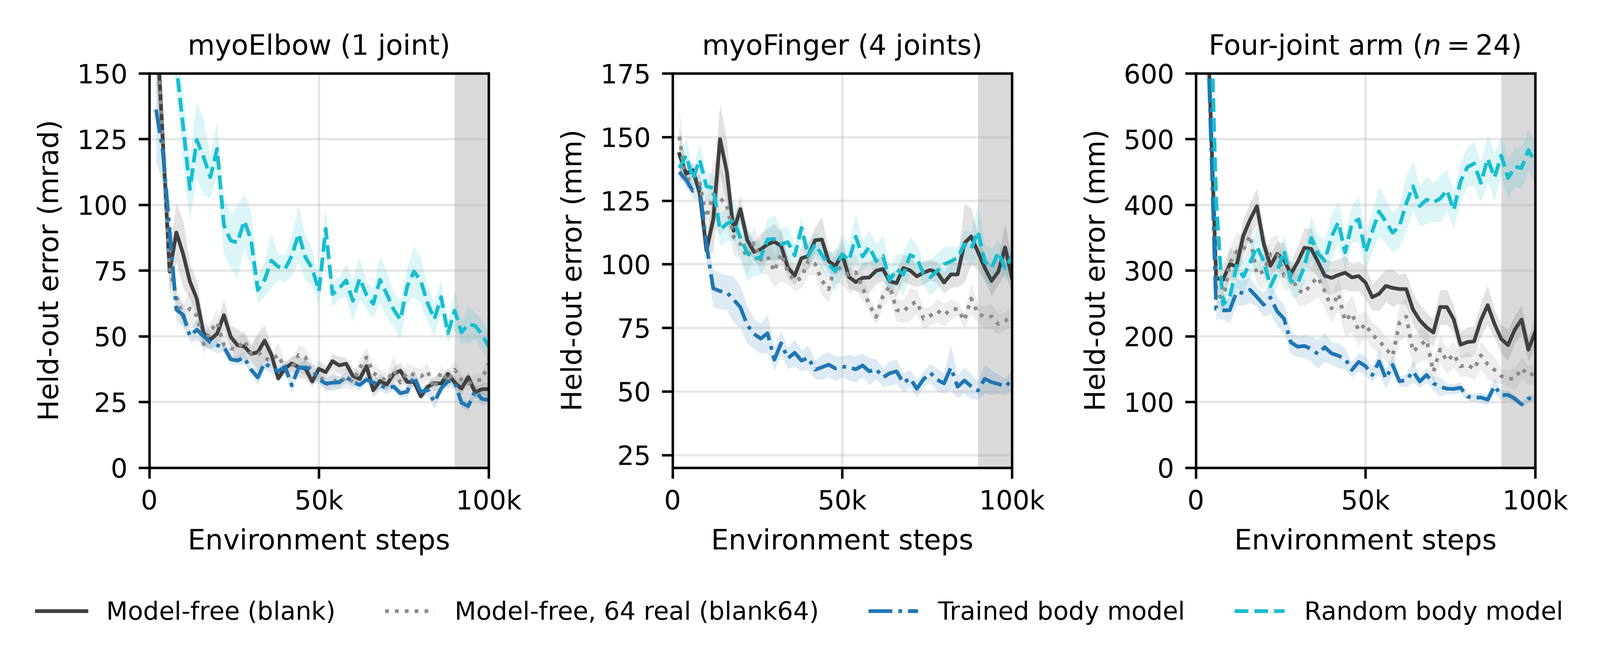 myoElbow (1 joint)
Held-out error (mrad)
150
125
100
75
50
25
0
0 50k 100k
Environment steps
myoFinger (4 joints)
Held-out error (mm)
175
150
125
100
75
50
25
0 50k 100k
Environment steps
Four-joint arm (n = 24)
Held-out error (mm)
600
500
400
300
200
100
0
0 50k 100k
Environment steps
Model-free (blank) Model-free, 64 real (blank64) Trained body model Random body model